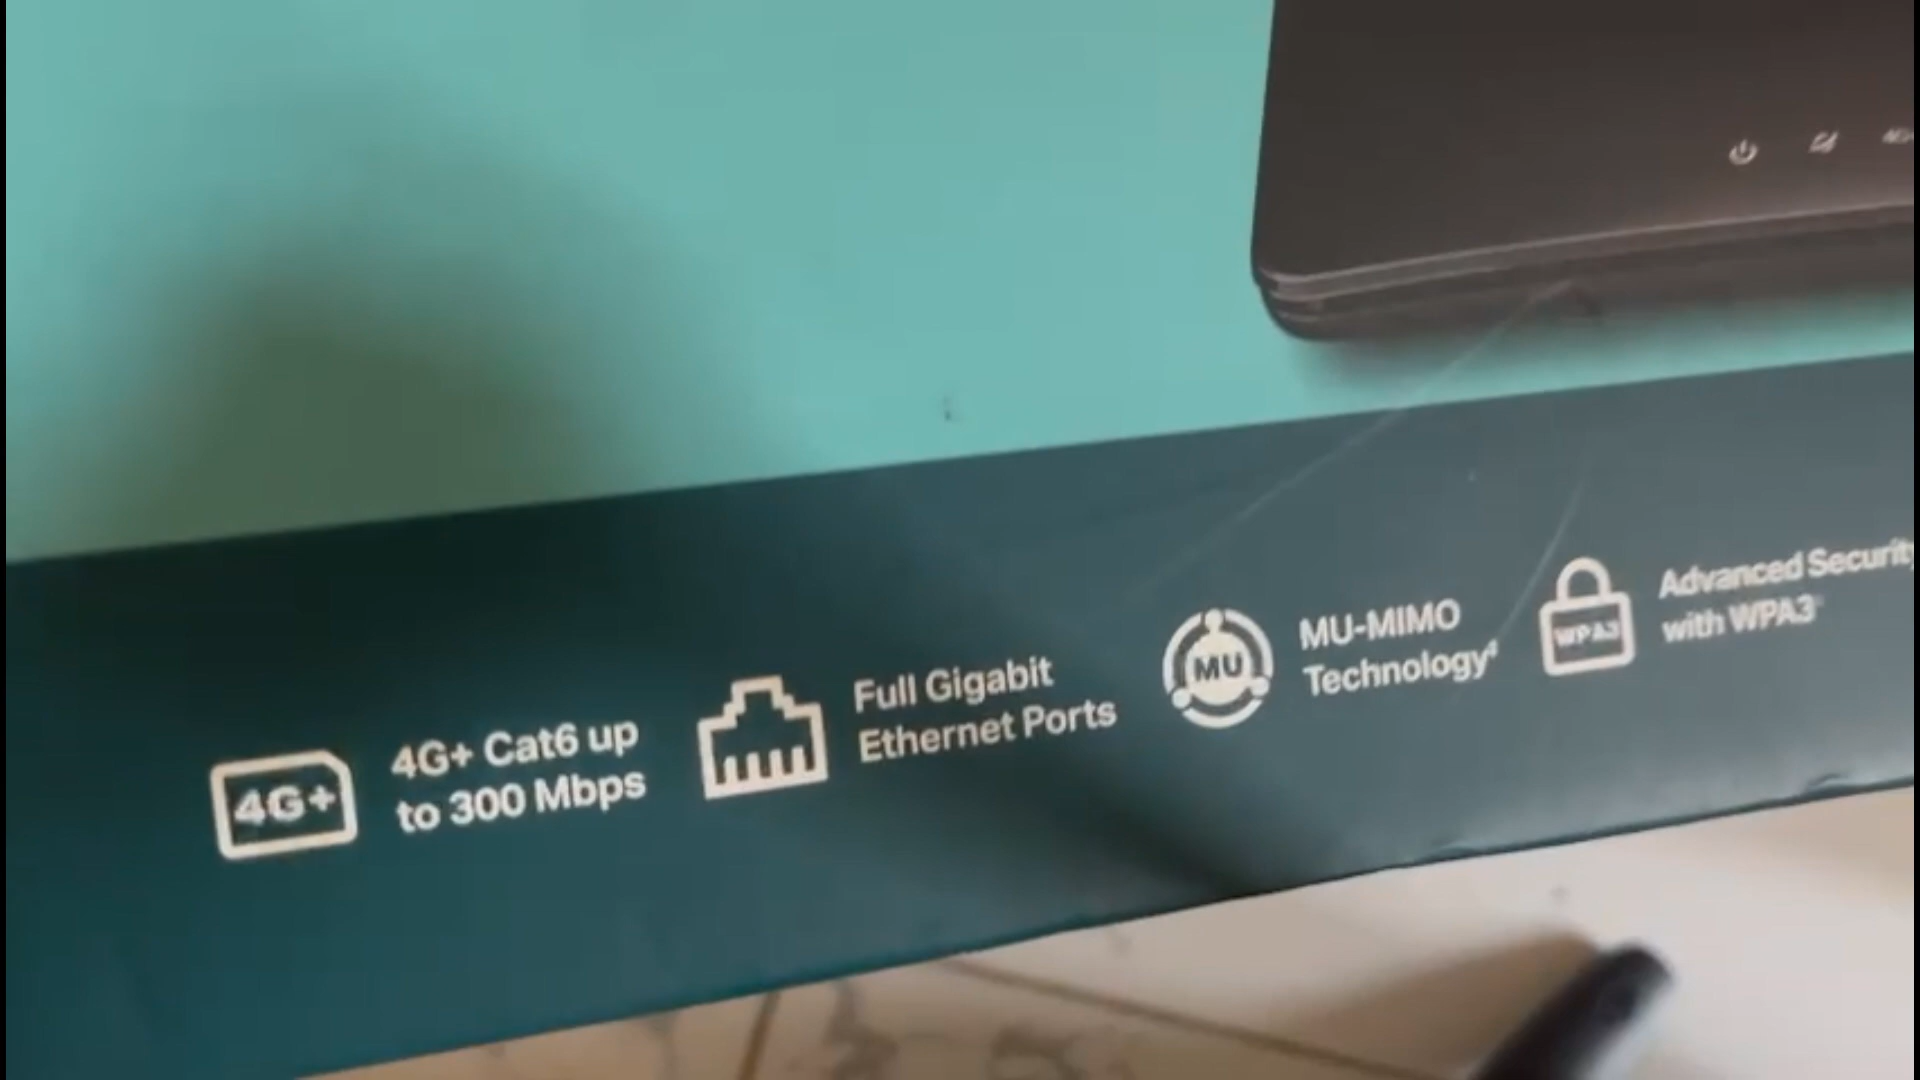 4G+
4G+ Cat6 up
to 300 Mbps
Full Gigabit
Ethernet Ports
MU
MU-MIMO
Technology‡
WPA3
Advanced Security
with WPA3